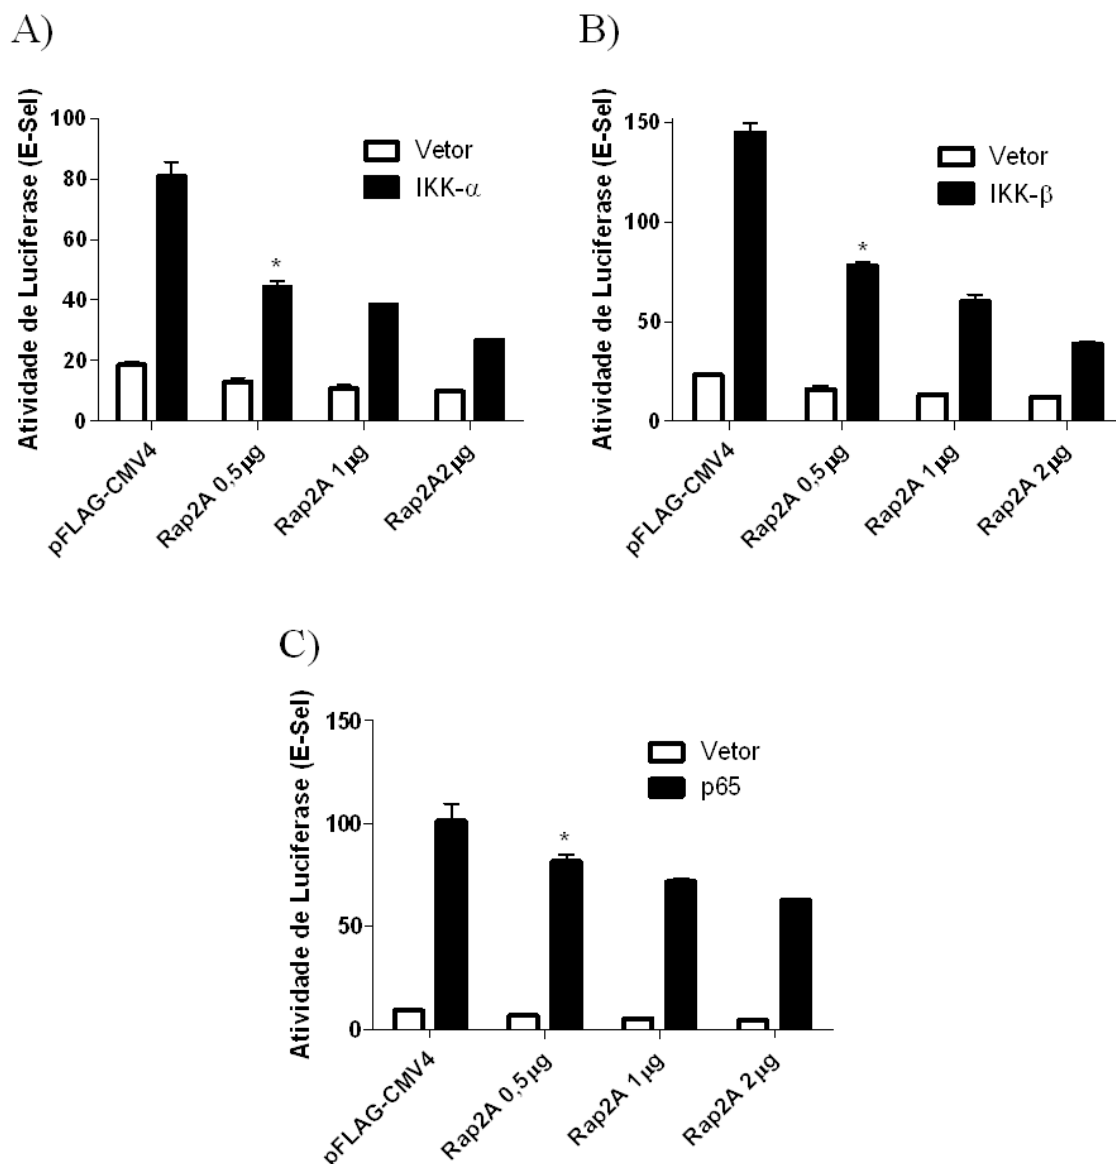 A)
Atividade de Luciferase (E-Sel)
100
80
60
40
20
0
Vetor
IKK-α
*
pFLAG-CMV4
Rap2A 0,5µg
Rap2A 1µg
Rap2A2µg
B)
Atividade de Luciferase (E-Sel)
150
100
50
0
Vetor
IKK-β
*
pFLAG-CMV4
Rap2A 0,5µg
Rap2A 1µg
Rap2A 2µg
C)
Atividade de Luciferase (E-Sel)
150
100
50
0
Vetor
p65
*
pFLAG-CMV4
Rap2A 0,5µg
Rap2A 1µg
Rap2A 2µg